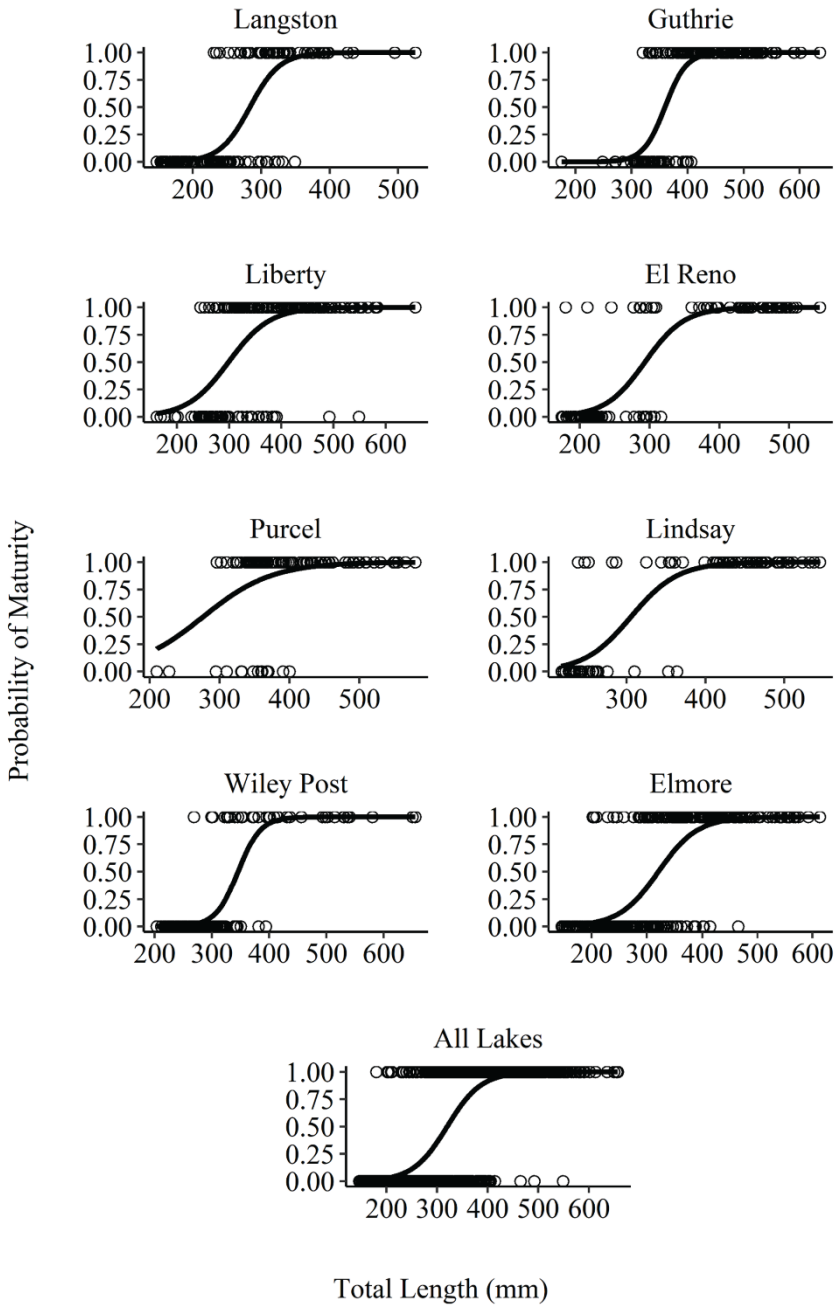 Langston
Guthrie
1.00
0.75
0.50
0.25
0.00
200 300 400 500
1.00
0.75
0.50
0.25
0.00
200 300 400 500 600
Liberty
El Reno
1.00
0.75
0.50
0.25
0.00
200 300 400 500 600
1.00
0.75
0.50
0.25
0.00
200 300 400 500
Probability of Maturity
Purcel
Lindsay
1.00
0.75
0.50
0.25
0.00
200 300 400 500
1.00
0.75
0.50
0.25
0.00
300 400 500
Wiley Post
Elmore
1.00
0.75
0.50
0.25
0.00
200 300 400 500 600
1.00
0.75
0.50
0.25
0.00
200 300 400 500 600
All Lakes
1.00
0.75
0.50
0.25
0.00
200 300 400 500 600
Total Length (mm)